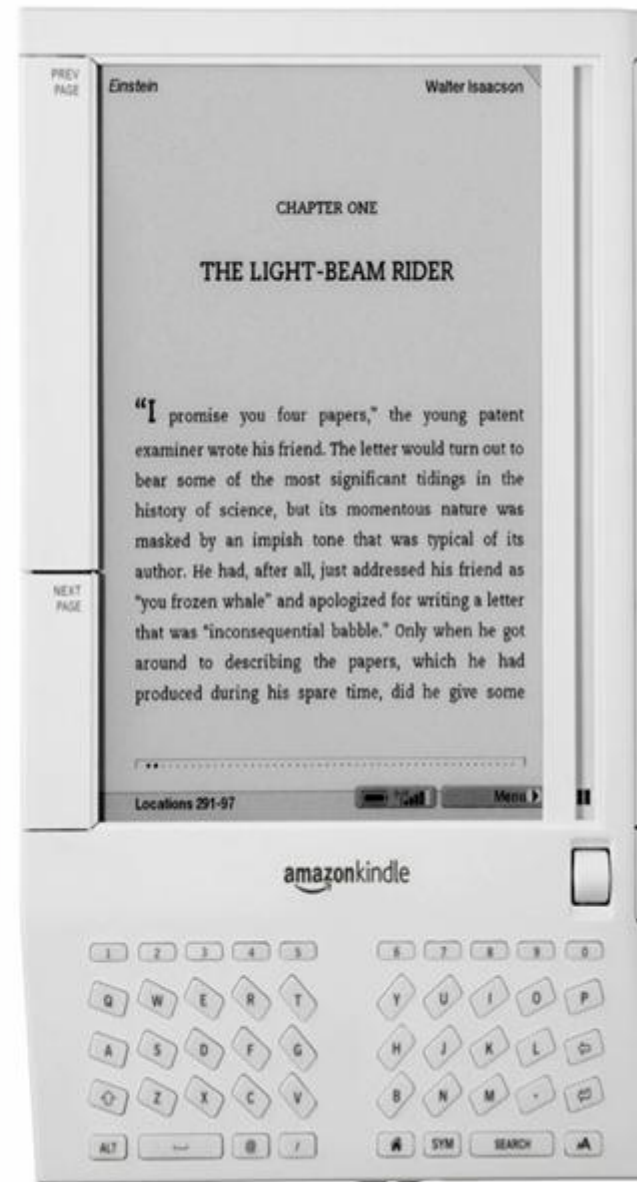 PREV
PAGE
Einstein
Walter Isaacson
CHAPTER ONE
THE LIGHT-BEAM RIDER
“I promise you four papers,” the young patent
examiner wrote his friend. The letter would turn out to
bear some of the most significant tidings in the
history of science, but its momentous nature was
masked by an impish tone that was typical of its
author. He had, after all, just addressed his friend as
“you frozen whale” and apologized for writing a letter
that was “inconsequential babble.” Only when he got
around to describing the papers, which he had
produced during his spare time, did he give some
NEXT
PAGE
Locations 291-97
Menu
amazonkindle
1 2 3 4 5 6 7 8 9 0
Q W E R T Y U I O P
A S D F G H J K L
Z X C V B N M .
ALT @ / SYM SEARCH AA